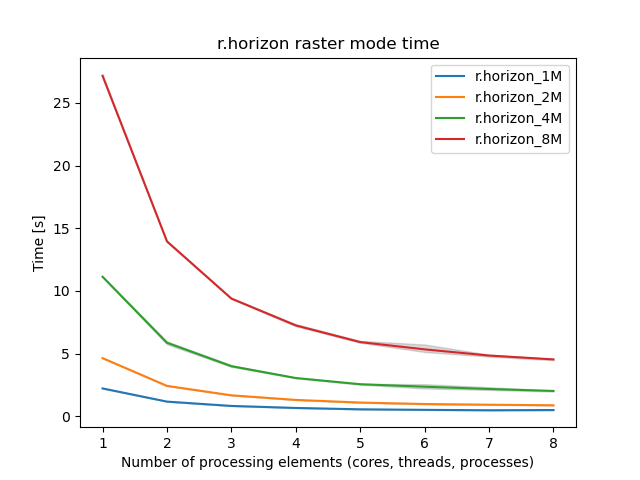 r.horizon raster mode time
r.horizon_1M
r.horizon_2M
r.horizon_4M
r.horizon_8M
Time [s]
25
20
15
10
5
0
1 2 3 4 5 6 7 8
Number of processing elements (cores, threads, processes)